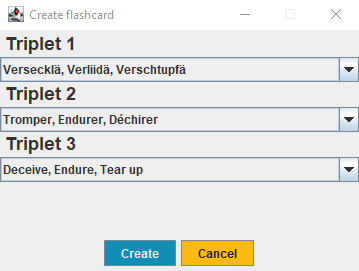 Create flashcard
Triplet 1
Versecklä, Verliidä, Verschtupfä
Triplet 2
Tromper, Endurer, Déchirer
Triplet 3
Deceive, Endure, Tear up
Create Cancel